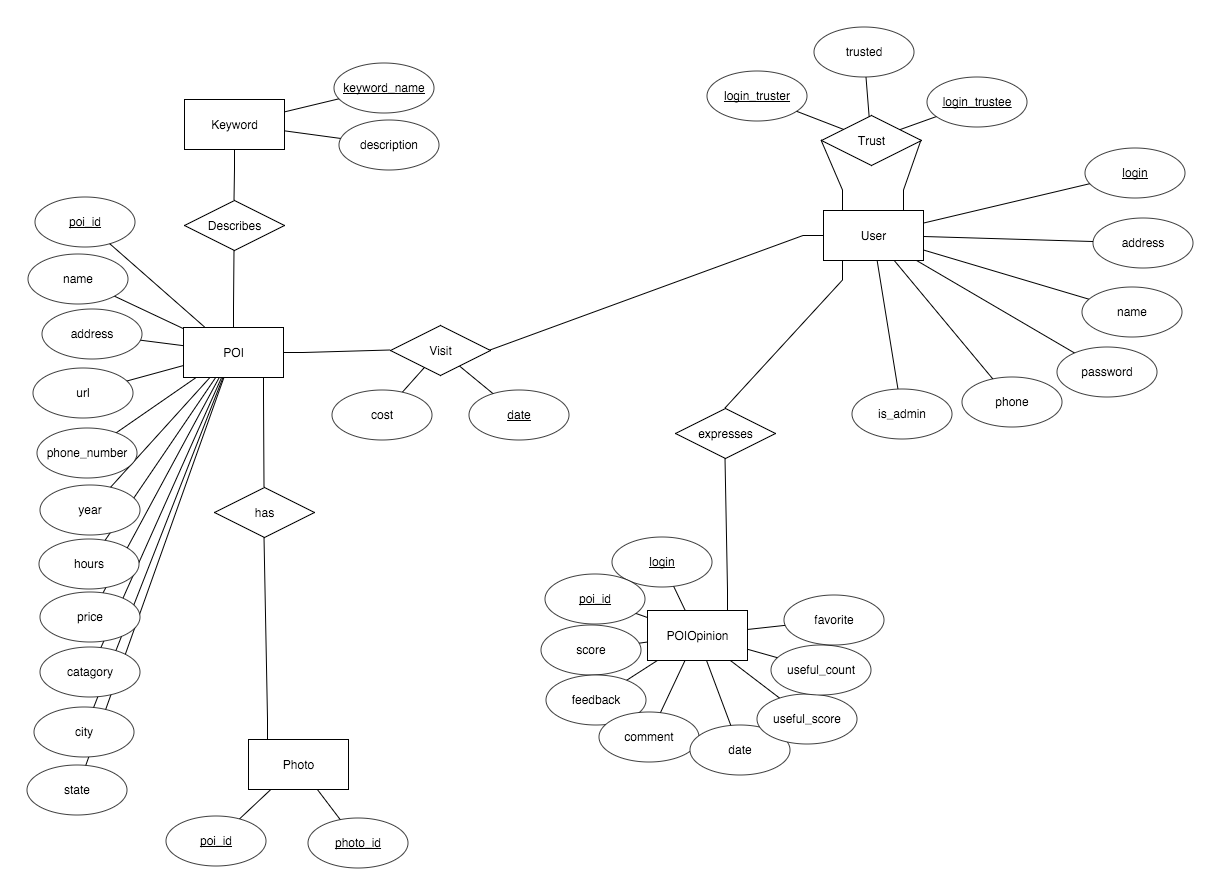 trusted
keyword_name
login_truster
login_trustee
Keyword
description
Trust
login
poi_id
Describes
User
address
name
name
address
POI
Visit
url
cost
date
is_admin
phone
password
phone_number
expresses
year
has
hours
login
poi_id
price
score
POIOpinion
favorite
catagory
feedback
useful_count
city
comment
date
useful_score
state
Photo
poi_id
photo_id